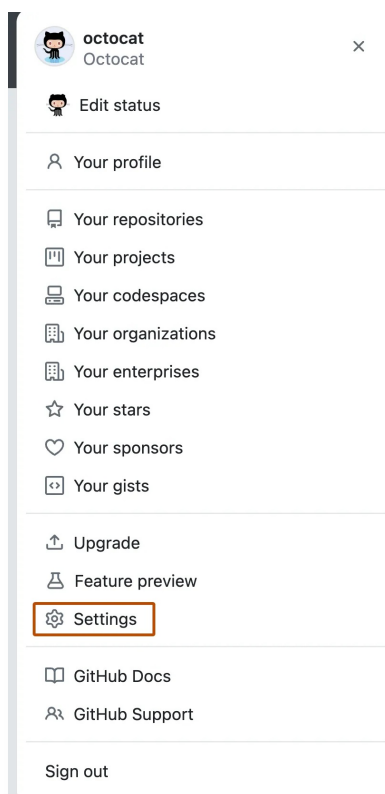 octocat
Octocat
Edit status
Your profile
Your repositories
Your projects
Your codespaces
Your organizations
Your enterprises
Your stars
Your sponsors
Your gists
Upgrade
Feature preview
Settings
GitHub Docs
GitHub Support
Sign out